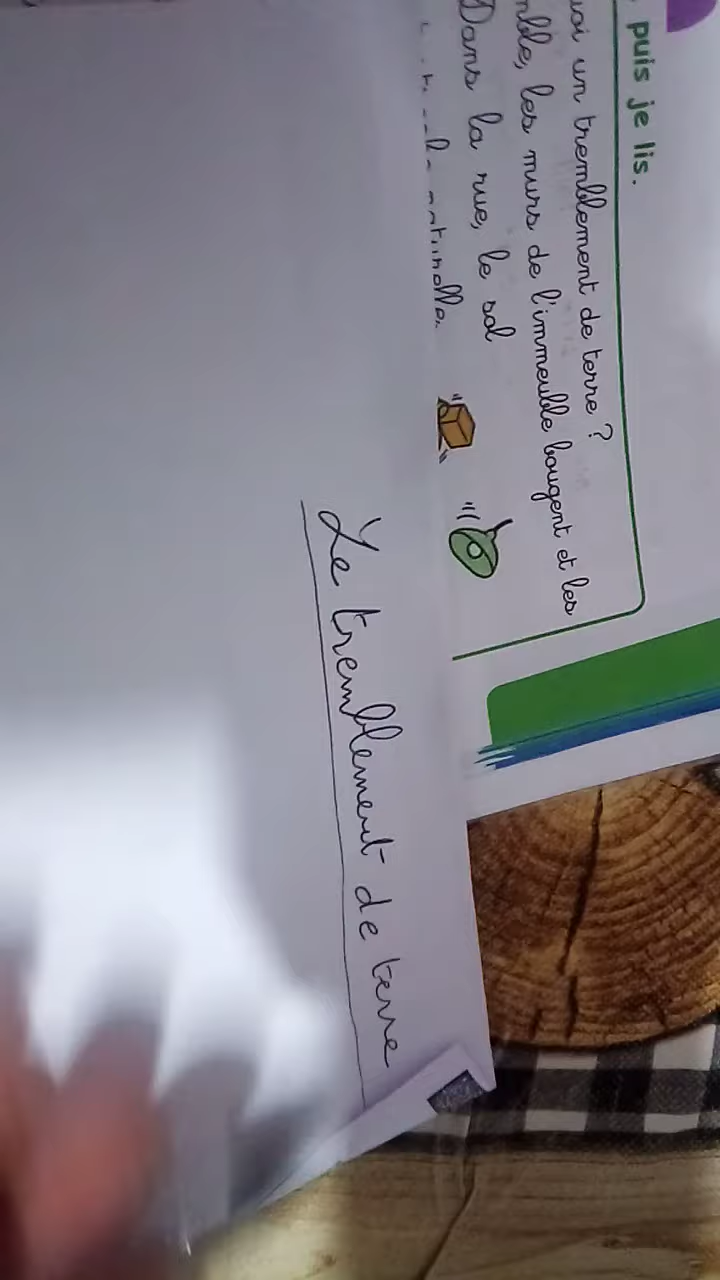 puis je lis.
un tremblement de terre ?
les murs de l'immeuble bougent et les
Dans la rue, le sol
Le tremblement de terre